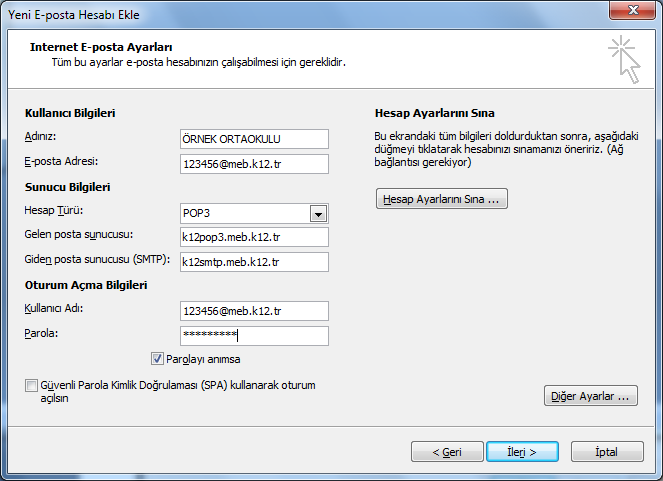 Yeni E-posta Hesabı Ekle
Internet E-posta Ayarları
Tüm bu ayarlar e-posta hesabınızın çalışabilmesi için gereklidir.
Kullanıcı Bilgileri
Adınız:
ÖRNEK ORTAOKULU
E-posta Adresi:
123456@meb.k12.tr
Sunucu Bilgileri
Hesap Türü:
POP3
Gelen posta sunucusu:
k12pop3.meb.k12.tr
Giden posta sunucusu (SMTP):
k12smtp.meb.k12.tr
Oturum Açma Bilgileri
Kullanıcı Adı:
123456@meb.k12.tr
Parola:
*********
Parolayı anımsa
Güvenli Parola Kimlik Doğrulaması (SPA) kullanarak oturum
açılsın
Hesap Ayarlarını Sına
Bu ekrandaki tüm bilgileri doldurduktan sonra, aşağıdaki
düğmeyi tıklatarak hesabınızı sınamanızı öneririz. (Ağ
bağlantısı gerekiyor)
Hesap Ayarlarını Sına ...
Diğer Ayarlar ...
< Geri
İleri >
İptal